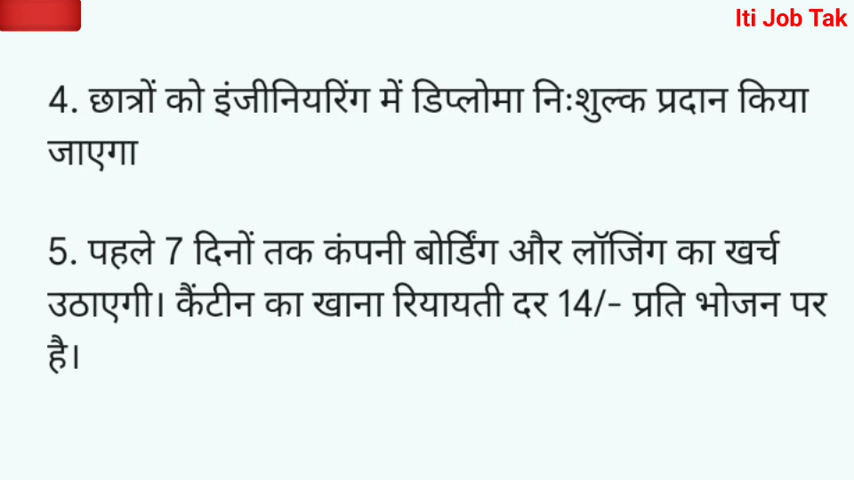 Iti Job Tak
4. छात्रों को इंजीनियरिंग में डिप्लोमा निःशुल्क प्रदान किया
जाएगा
5. पहले 7 दिनों तक कंपनी बोर्डिंग और लॉजिंग का खर्च
उठाएगी। कैंटीन का खाना रियायती दर 14/- प्रति भोजन पर
है।